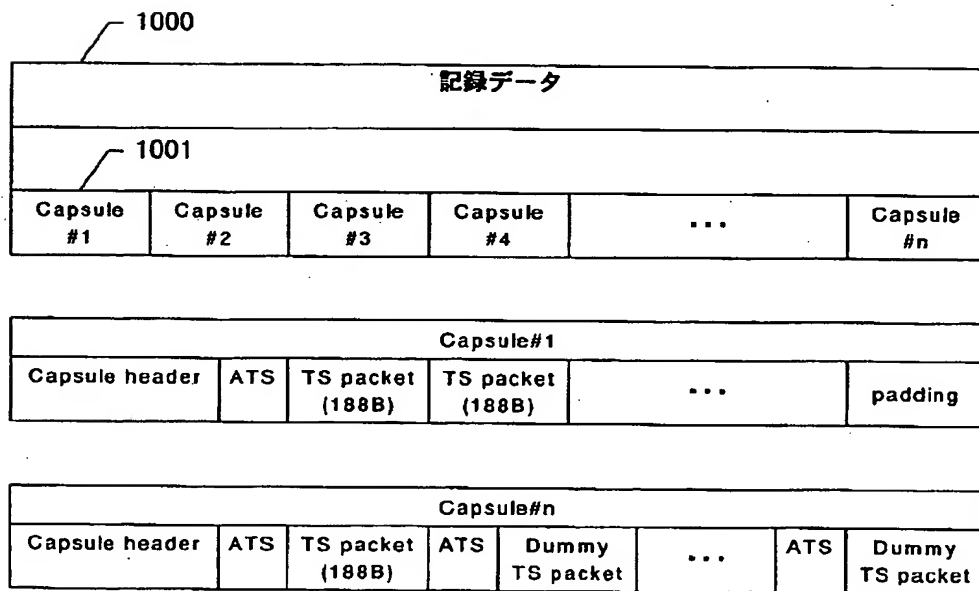 1000
記録データ
1001
Capsule #1
Capsule #2
Capsule #3
Capsule #4
...
Capsule #n
Capsule#1
Capsule header
ATS
TS packet (188B)
TS packet (188B)
...
padding
Capsule#n
Capsule header
ATS
TS packet (188B)
ATS
Dummy TS packet
...
ATS
Dummy TS packet